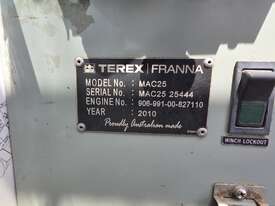 TEREX | FRANNA
MODEL No. : MAC25
SERIAL No. : MAC25 25444
ENGINE No. : 906-991-00-827110
YEAR : 2010
Proudly Australian made
WINCH LOCKOUT